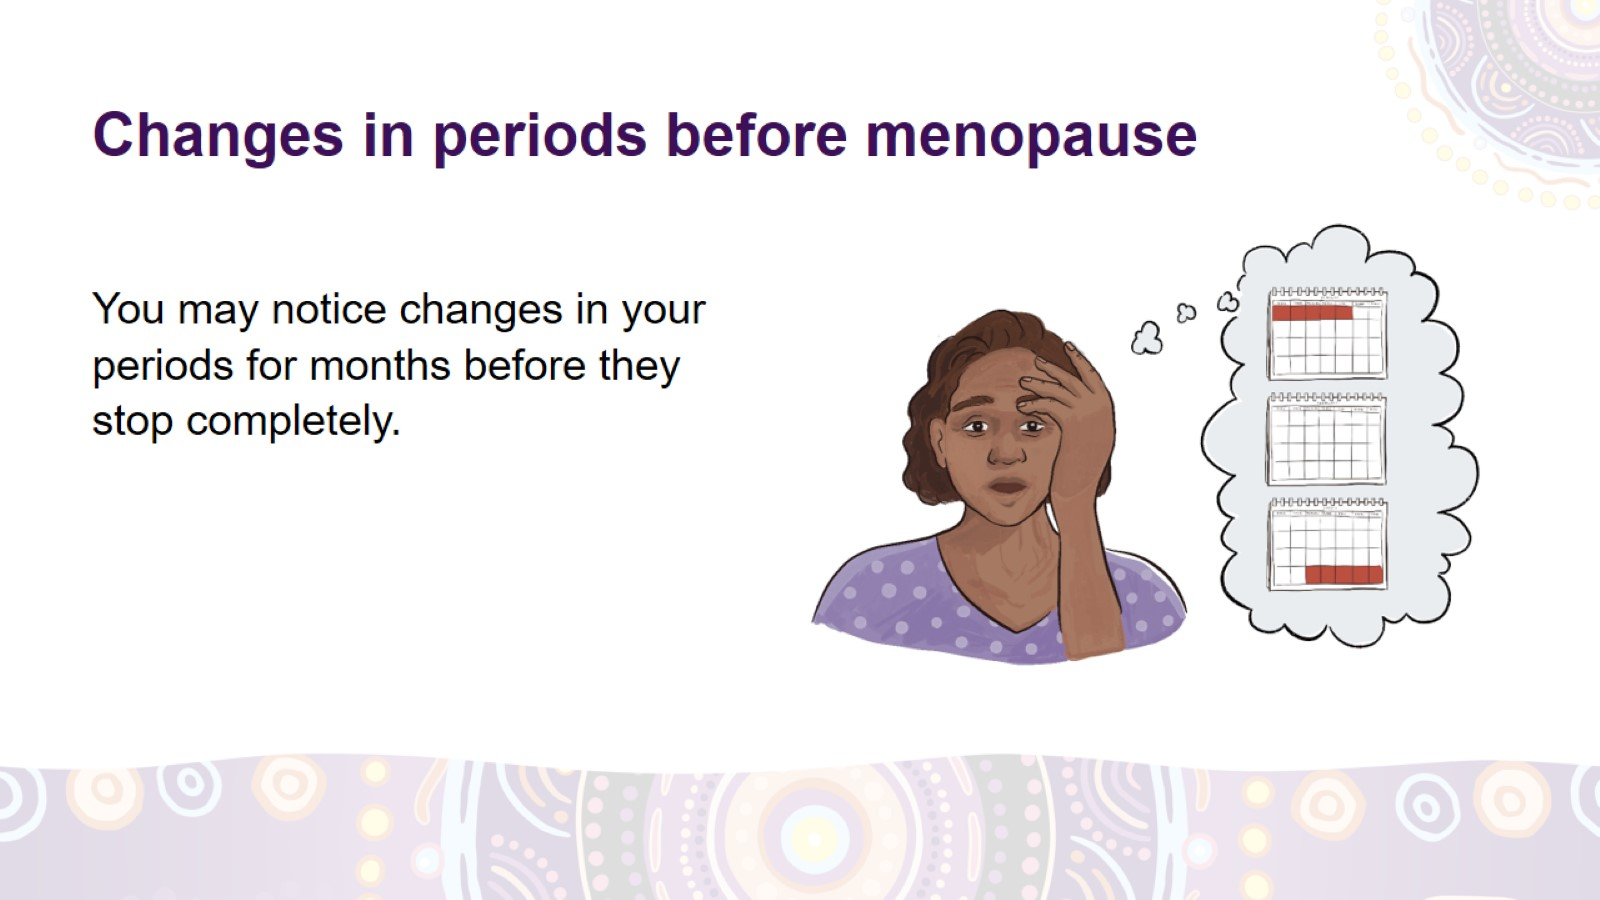 Changes in periods before menopause
You may notice changes in your
periods for months before they
stop completely.